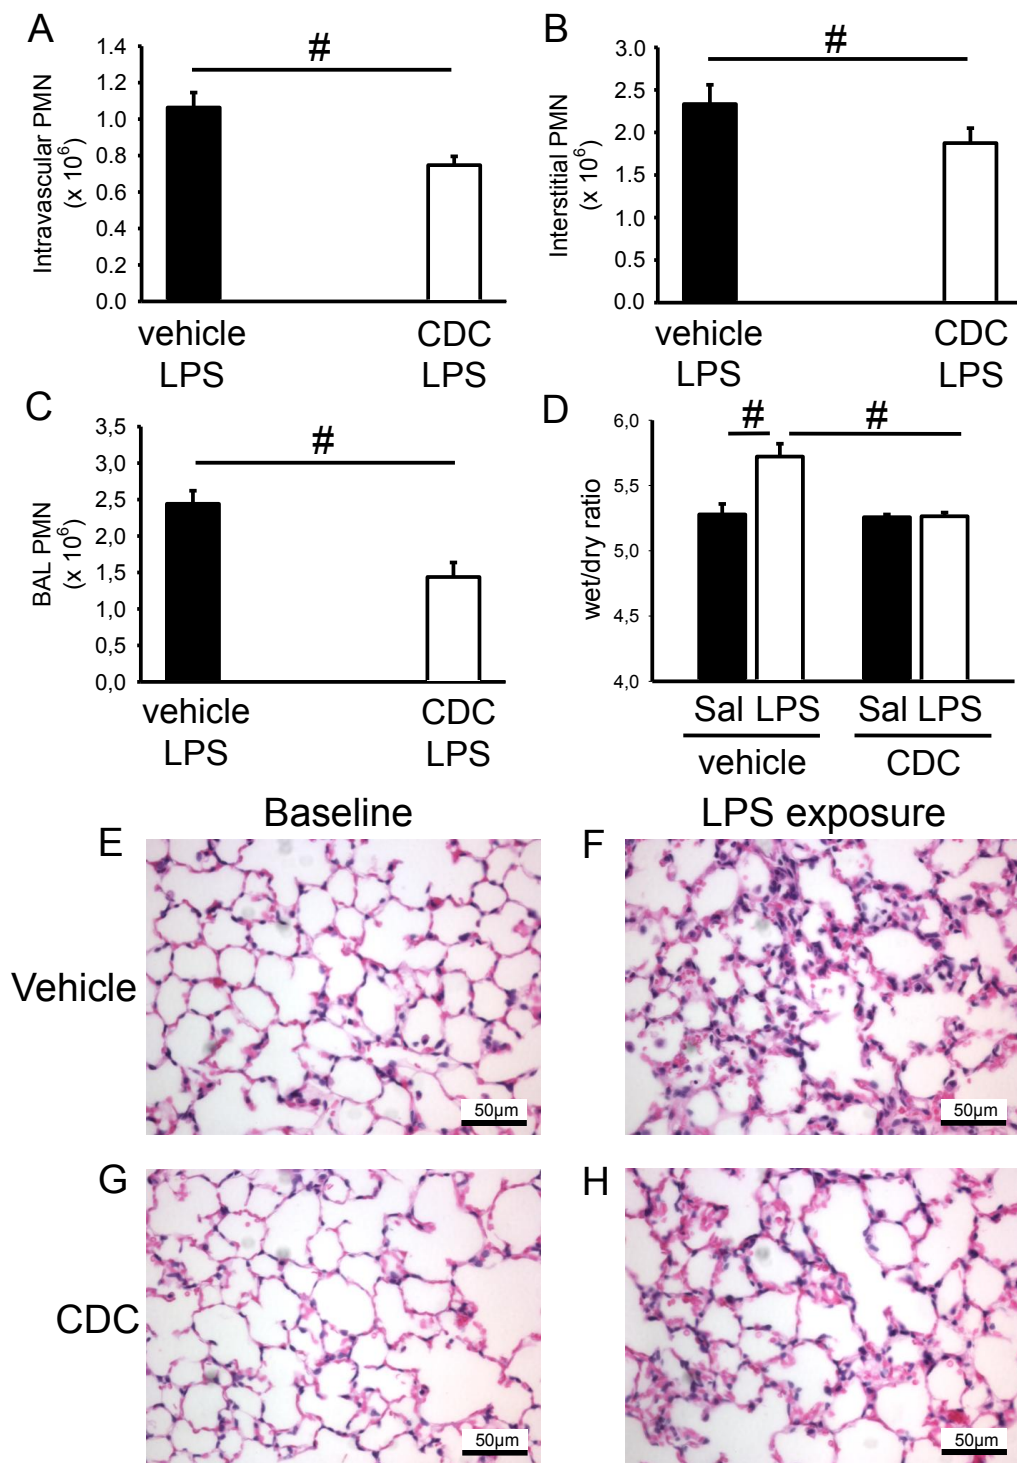 A
Intravascular PMN
(x 10⁶)
1.4
1.2
1.0
0.8
0.6
0.4
0.2
0.0
#
vehicle
LPS
CDC
LPS
B
Interstitial PMN
(x 10⁶)
3.0
2.5
2.0
1.5
1.0
0.5
0.0
#
vehicle
LPS
CDC
LPS
C
BAL PMN
(x 10⁶)
3,5
3,0
2,5
2,0
1,5
1,0
0,5
0,0
#
vehicle
LPS
CDC
LPS
D
wet/dry ratio
6,0
5,5
5,0
4,5
4,0
# #
Sal LPS Sal LPS
vehicle CDC
Baseline LPS exposure
E
50µm
F
50µm
Vehicle
G
50µm
H
50µm
CDC